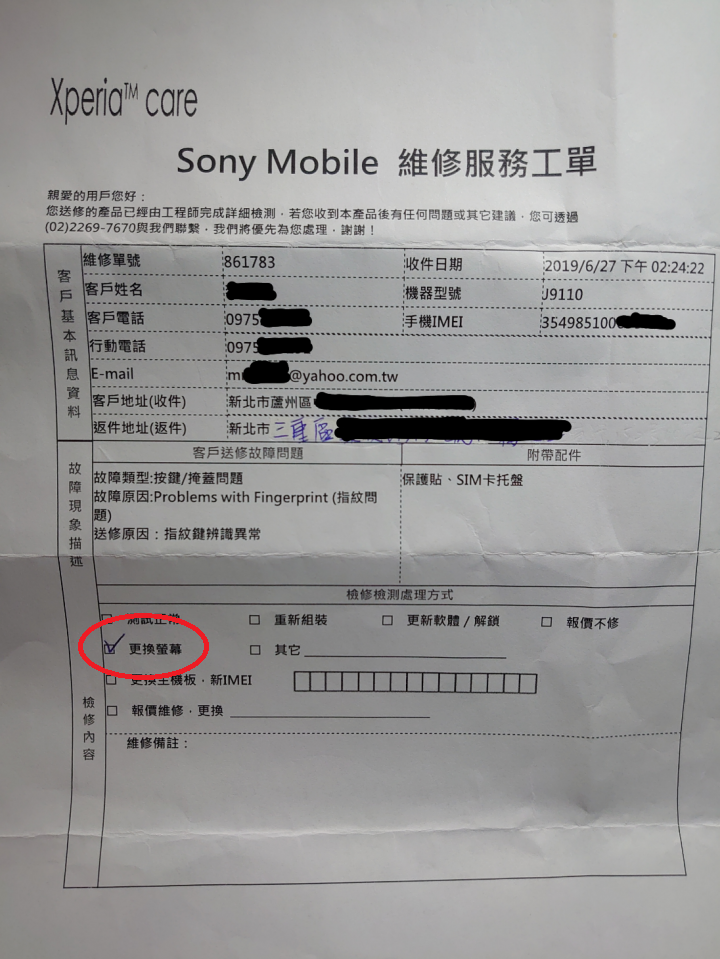 Xperia™ care
Sony Mobile 維修服務工單
親愛的用戶您好：
您送修的產品已經由工程師完成詳細檢測，若您收到本產品後有任何問題或其它建議，您可透過
(02)2269-7670與我們聯繫，我們將優先為您處理，謝謝！
客戶基本訊息資料
維修單號 861783 收件日期 2019/6/27 下午 02:24:22
客戶姓名 機器型號 J9110
客戶電話 0975 手機IMEI 354985100
行動電話 0975
E-mail m @yahoo.com.tw
客戶地址(收件) 新北市蘆洲區
返件地址(返件) 新北市 三重區
故障現象描述
客戶送修故障問題 附帶配件
故障類型:按鍵/掩蓋問題 保護貼、SIM卡托盤
故障原因:Problems with Fingerprint (指紋問
題)
送修原因：指紋鍵辨識異常
檢修檢測處理方式
檢修內容
☐ 測試正常 ☐ 重新組裝 ☐ 更新軟體 / 解鎖 ☐ 報價不修
☑ 更換螢幕 ☐ 其它
☐ 更換主機板，新IMEI
☐ 報價維修，更換
維修備註：